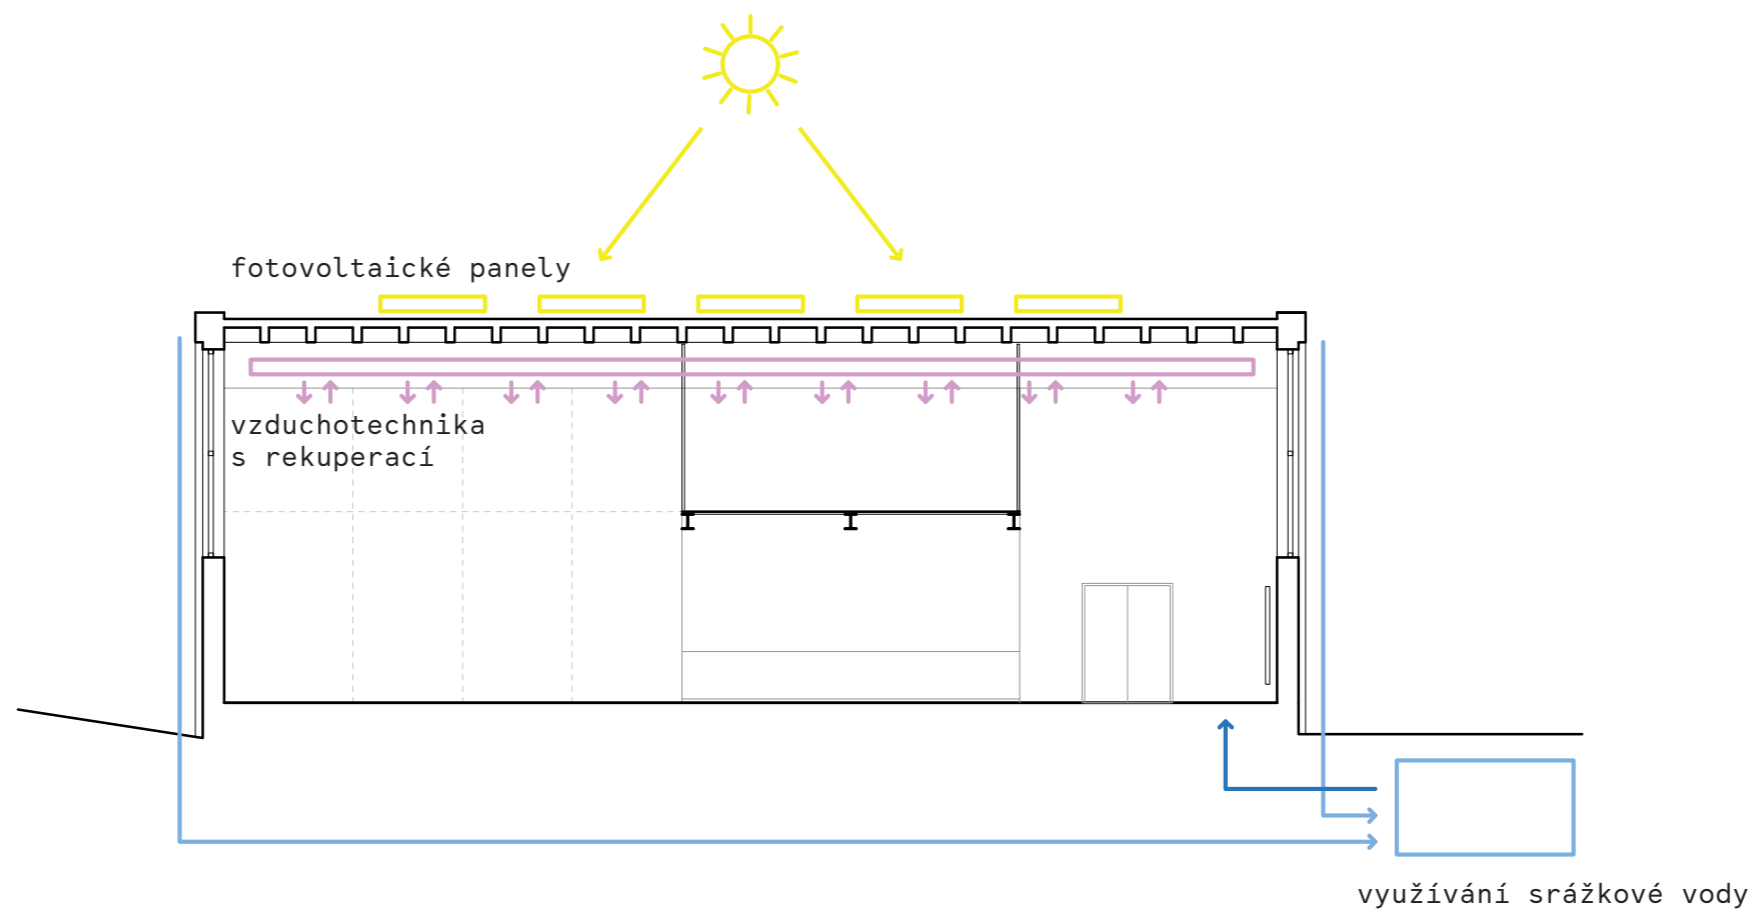 fotovoltaické panely
vzduchotechnika
s rekuperací
využívání srážkové vody